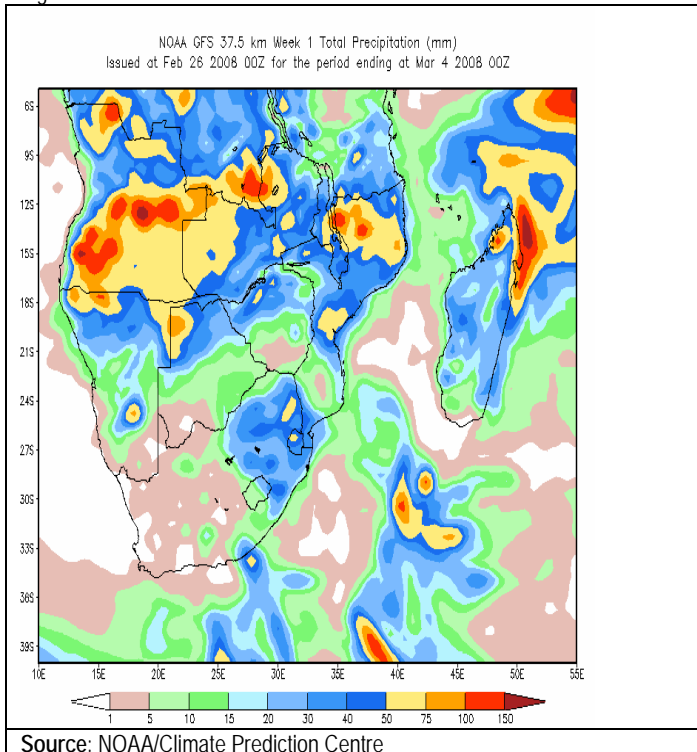 NOAA GFS 37.5 km Week 1 Total Precipitation (mm)
Issued at Feb 26 2008 00Z for the period ending at Mar 4 2008 00Z
6S
9S
12S
15S
18S
21S
24S
27S
30S
33S
36S
39S
10E 15E 20E 25E 30E 35E 40E 45E 50E 55E
1 5 10 15 20 30 40 50 75 100 150
Source: NOAA/Climate Prediction Centre